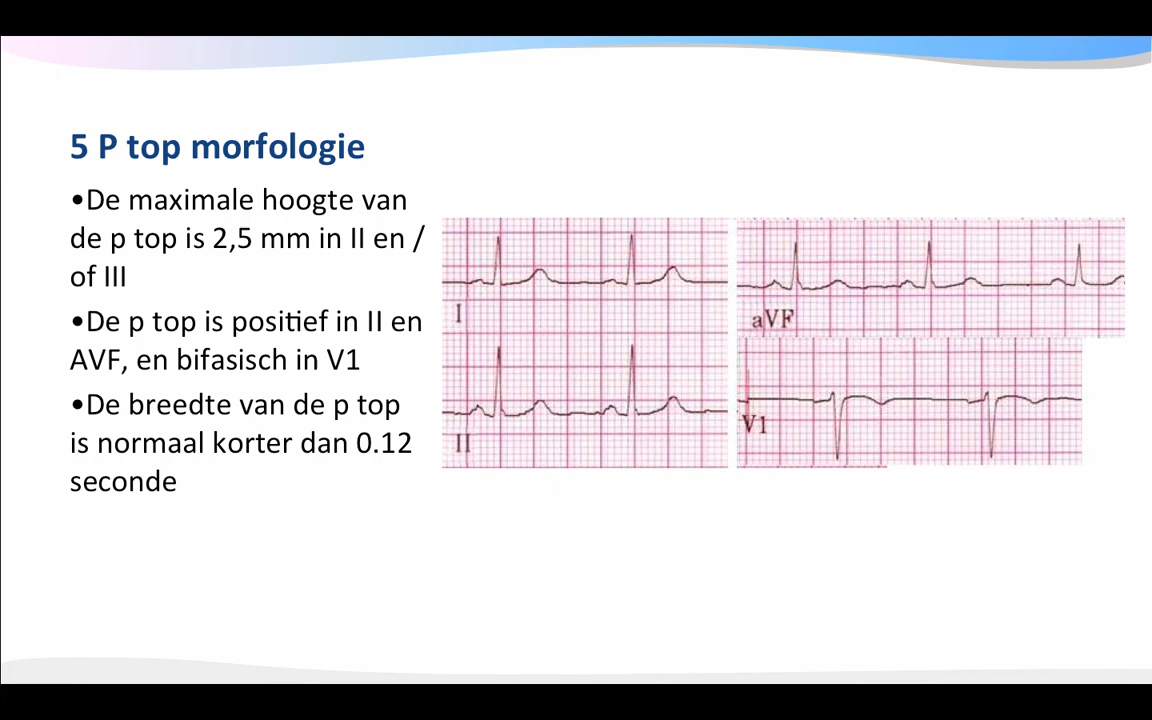 5 P top morfologie
•De maximale hoogte van
de p top is 2,5 mm in II en /
of III
•De p top is positief in II en
AVF, en bifasisch in V1
•De breedte van de p top
is normaal korter dan 0.12
seconde
I
II
aVF
V1